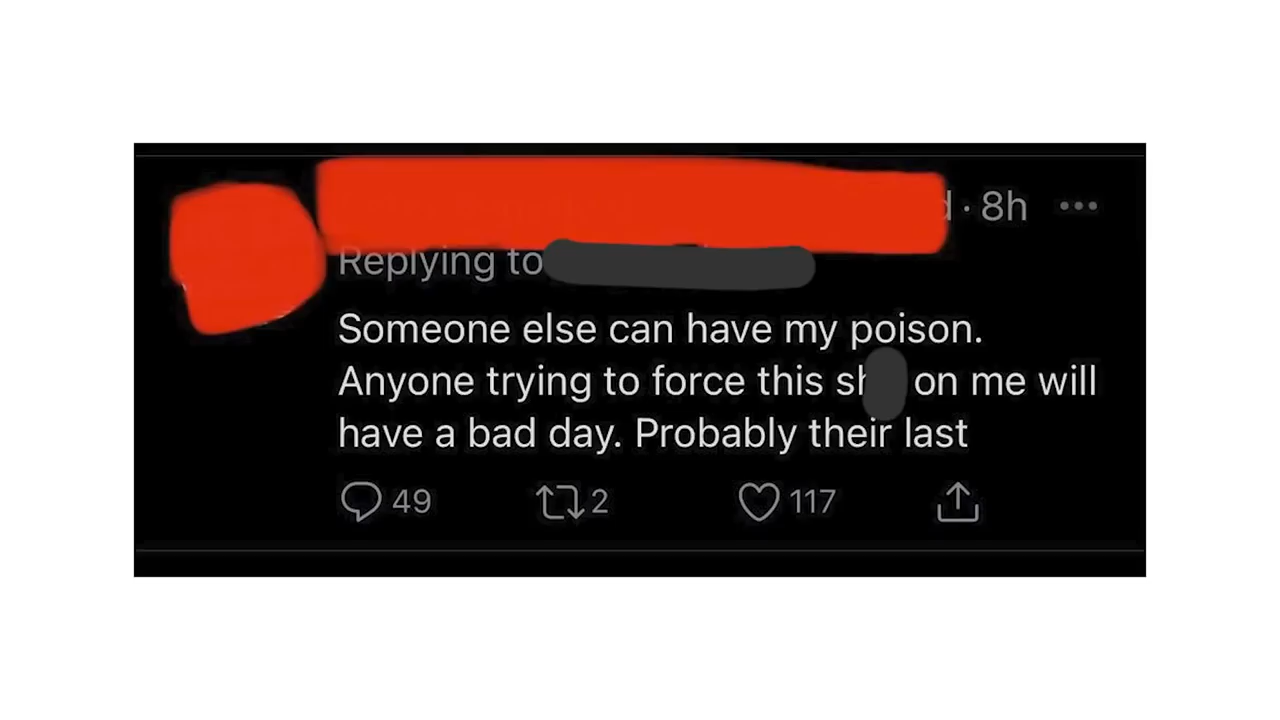 · 8h
Replying to
Someone else can have my poison.
Anyone trying to force this sh on me will
have a bad day. Probably their last
49 2 117